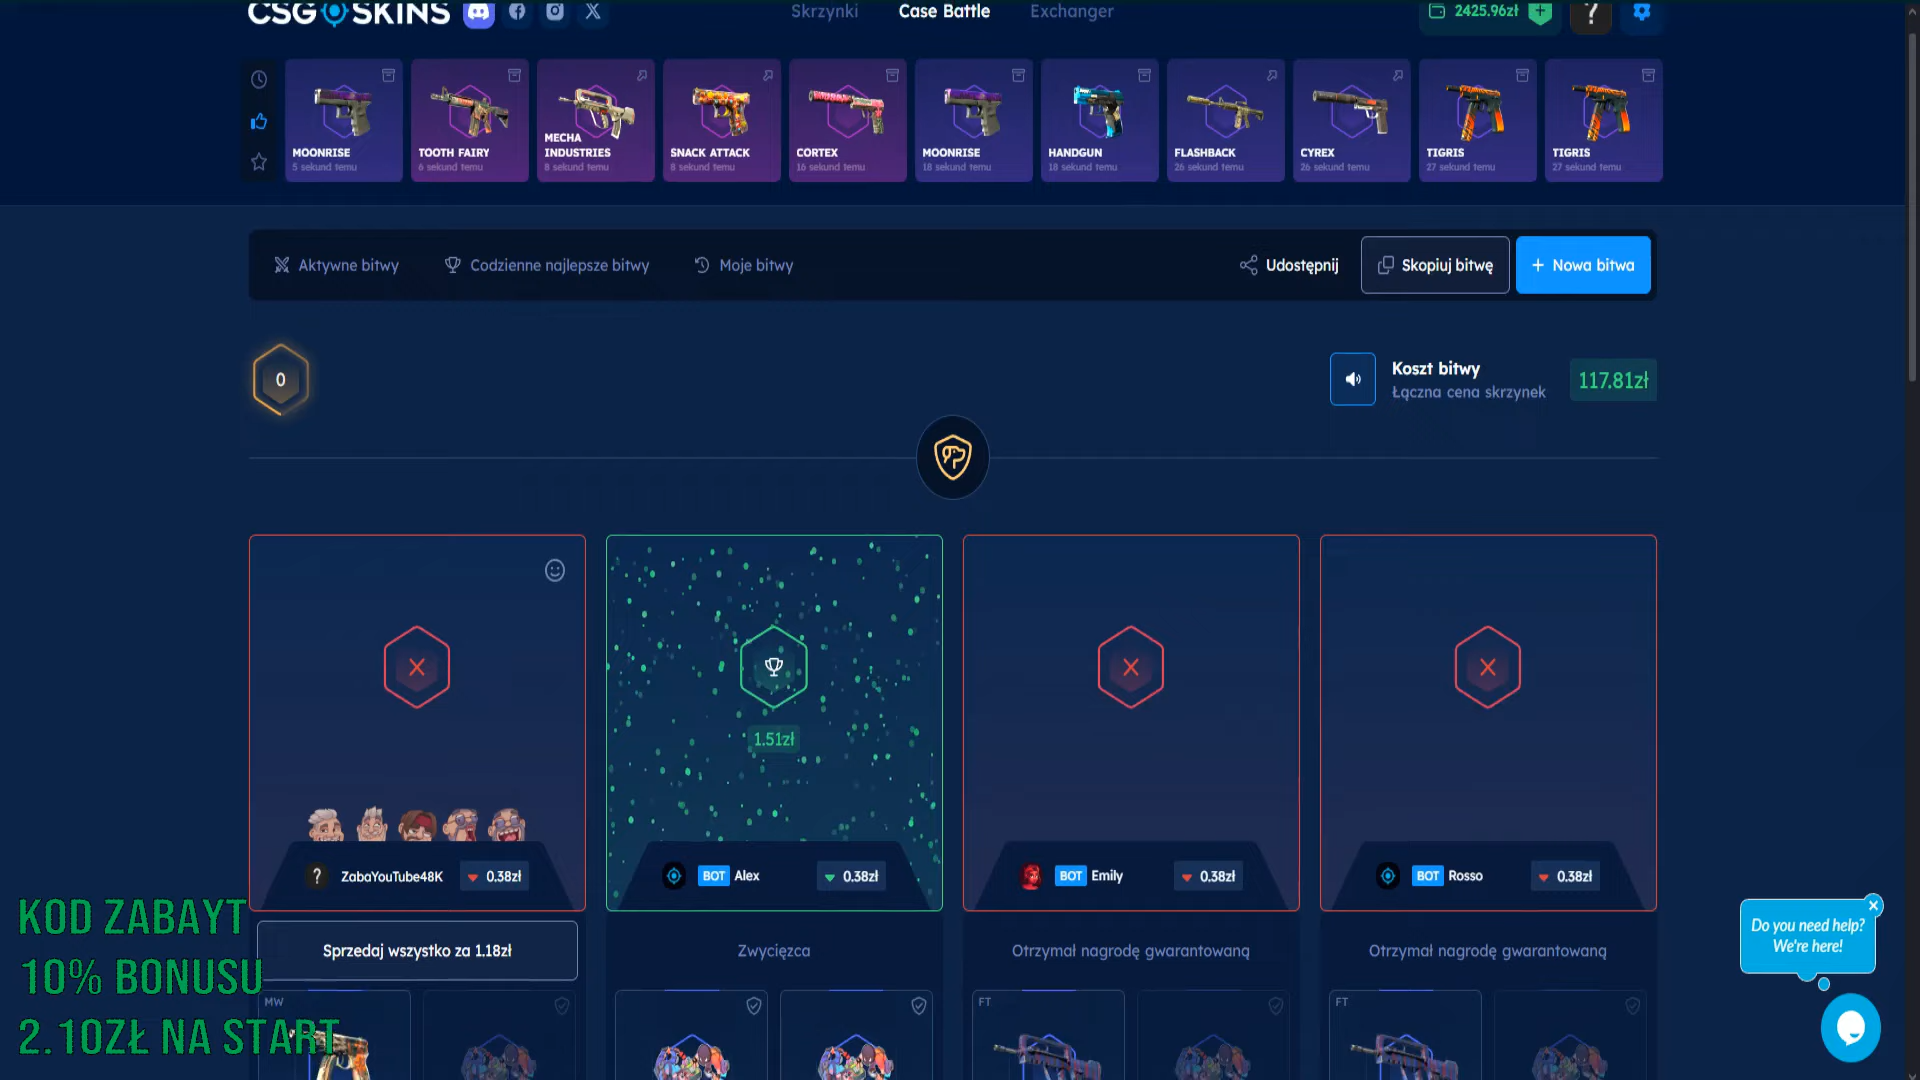 CSGOSKINS
Skrzynki
Case Battle
Exchanger
2425.96zł
?
MOONRISE
5 sekund temu
TOOTH FAIRY
6 sekund temu
MECHA
INDUSTRIES
8 sekund temu
SNACK ATTACK
8 sekund temu
CORTEX
16 sekund temu
MOONRISE
18 sekund temu
HANDGUN
18 sekund temu
FLASHBACK
26 sekund temu
CYREX
26 sekund temu
TIGRIS
27 sekund temu
TIGRIS
27 sekund temu
Aktywne bitwy
Codzienne najlepsze bitwy
Moje bitwy
Udostępnij
Skopiuj bitwę
+ Nowa bitwa
0
Koszt bitwy
Łączna cena skrzynek
117.81zł
1.51zł
? ZabaYouTube48K 0.38zł
BOT Alex 0.38zł
BOT Emily 0.38zł
BOT Rosso 0.38zł
Sprzedaj wszystko za 1.18zł
Zwycięzca
Otrzymał nagrodę gwarantowaną
Otrzymał nagrodę gwarantowaną
MW
FT
FT
KOD ZABAYT
10% BONUSU
2.10ZŁ NA START
Do you need help?
We're here!